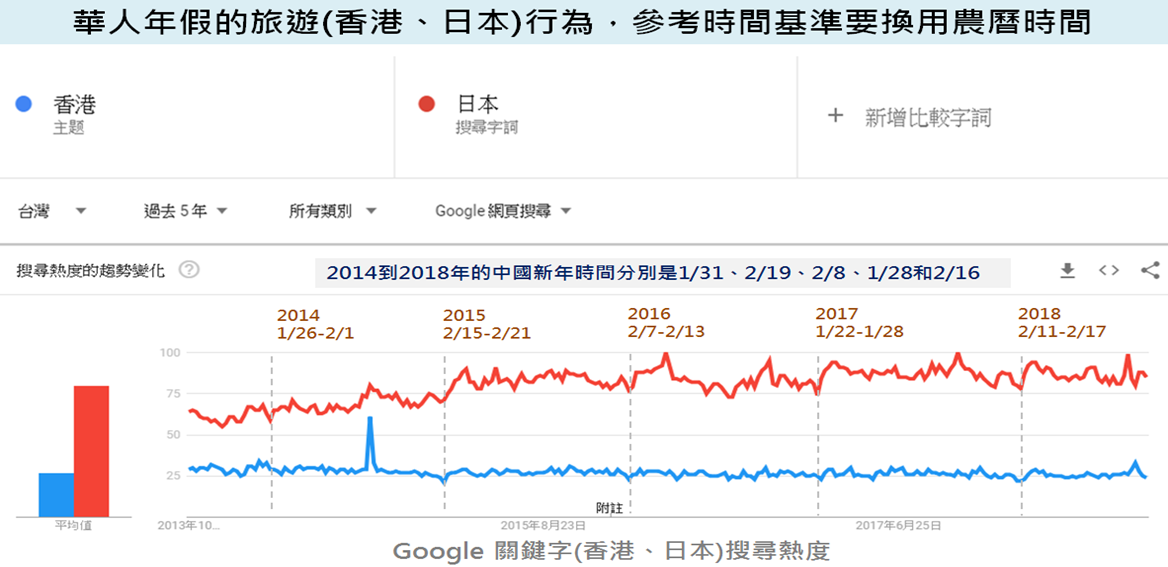 華人年假的旅遊(香港、日本)行為，參考時間基準要換用農曆時間
香港
主題
日本
搜尋字詞
+ 新增比較字詞
台灣
過去 5 年
所有類別
Google 網頁搜尋
搜尋熱度的趨勢變化 ?
2014到2018年的中國新年時間分別是1/31、2/19、2/8、1/28和2/16
2014
1/26-2/1
2015
2/15-2/21
2016
2/7-2/13
2017
1/22-1/28
2018
2/11-2/17
100
75
50
25
附註
平均值
2013年10...
2015年8月23日
2017年6月25日
Google 關鍵字(香港、日本)搜尋熱度